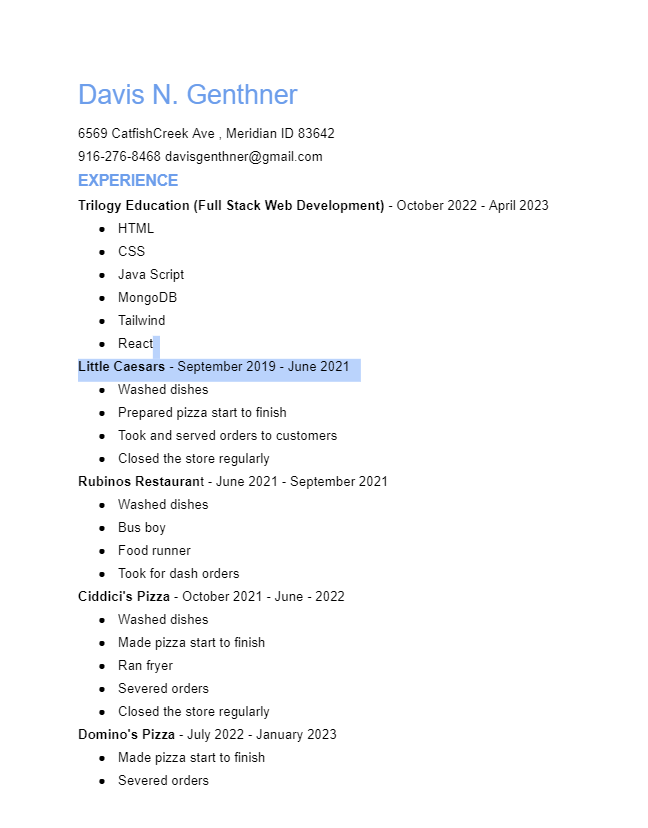 Davis N. Genthner
6569 CatfishCreek Ave , Meridian ID 83642
916-276-8468 davisgenthner@gmail.com
EXPERIENCE
Trilogy Education (Full Stack Web Development) - October 2022 - April 2023
● HTML
● CSS
● Java Script
● MongoDB
● Tailwind
● React
Little Caesars - September 2019 - June 2021
● Washed dishes
● Prepared pizza start to finish
● Took and served orders to customers
● Closed the store regularly
Rubinos Restaurant - June 2021 - September 2021
● Washed dishes
● Bus boy
● Food runner
● Took for dash orders
Ciddici's Pizza - October 2021 - June - 2022
● Washed dishes
● Made pizza start to finish
● Ran fryer
● Severed orders
● Closed the store regularly
Domino's Pizza - July 2022 - January 2023
● Made pizza start to finish
● Severed orders